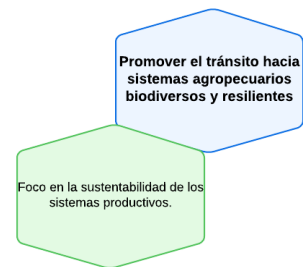 Promover el tránsito hacia
sistemas agropecuarios
biodiversos y resilientes
Foco en la sustentabilidad de los
sistemas productivos.